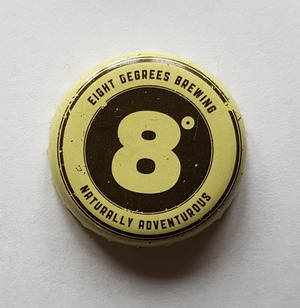 EIGHT DEGREES BREWING
8°
NATURALLY ADVENTUROUS